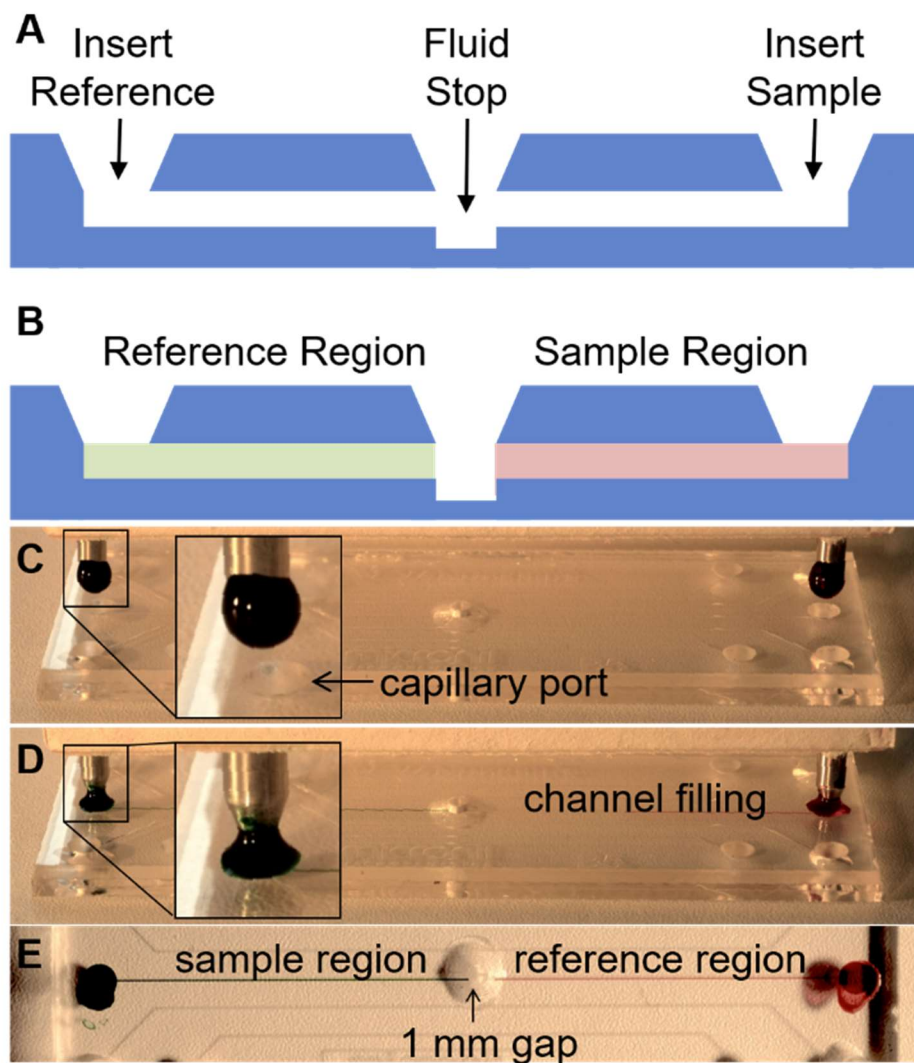 A
Insert
Reference
Fluid
Stop
Insert
Sample
B
Reference Region
Sample Region
C
capillary port
D
channel filling
E
sample region
reference region
1 mm gap